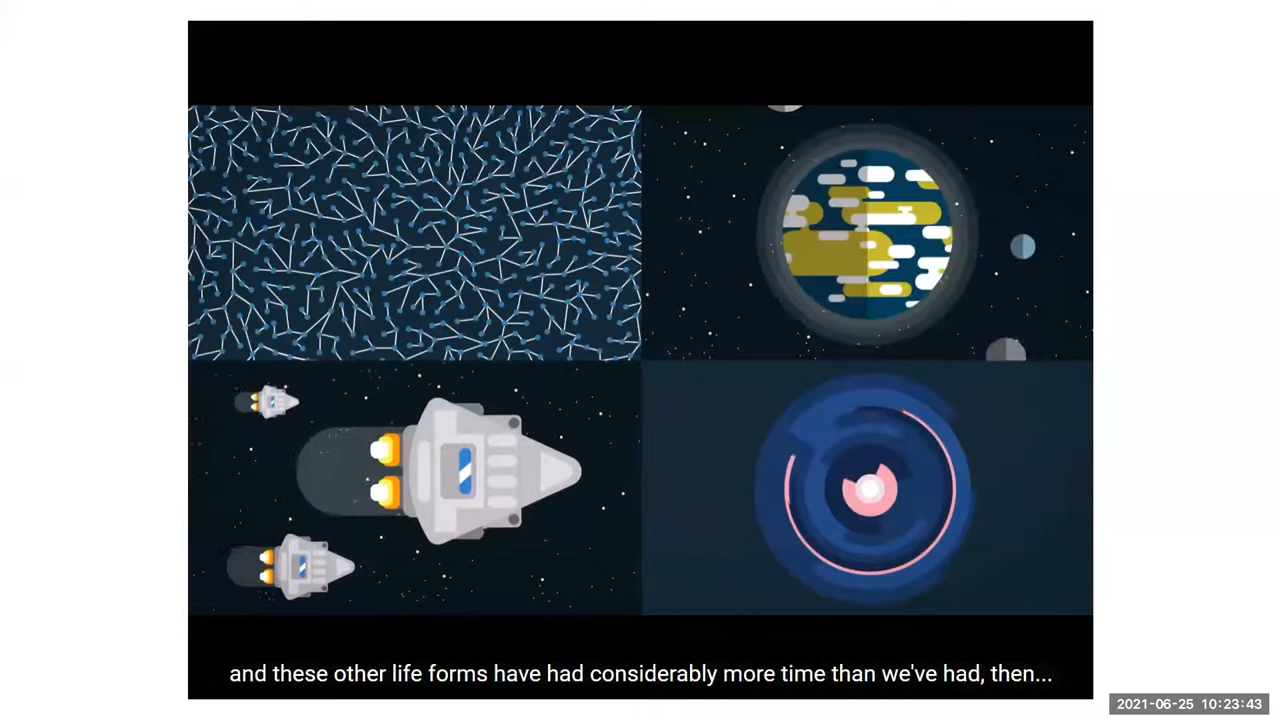 and these other life forms have had considerably more time than we've had, then...
2021-06-25 10:23:43